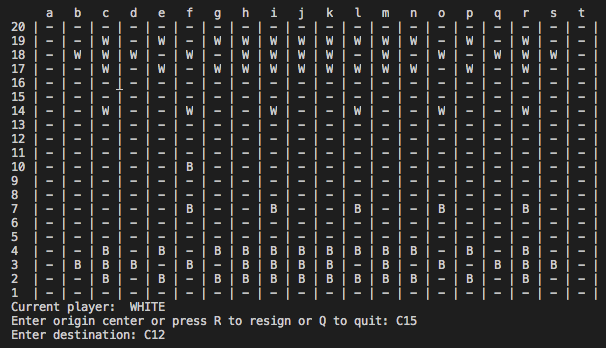 | a | b | c | d | e | f | g | h | i | j | k | l | m | n | o | p | q | r | s | t |
20 | - | - | - | - | - | - | - | - | - | - | - | - | - | - | - | - | - | - | - | - |
19 | - | - | W | - | W | - | W | W | W | W | W | W | W | W | - | W | - | W | - | - |
18 | - | W | W | W | - | W | - | W | W | W | W | W | W | - | W | - | W | W | W | - |
17 | - | - | W | - | W | - | W | W | W | W | W | W | W | W | - | W | - | W | - | - |
16 | - | - | - | - | - | - | - | - | - | - | - | - | - | - | - | - | - | - | - | - |
15 | - | - | - | - | - | - | - | - | - | - | - | - | - | - | - | - | - | - | - | - |
14 | - | - | W | - | - | W | - | - | W | - | - | W | - | - | W | - | - | W | - | - |
13 | - | - | - | - | - | - | - | - | - | - | - | - | - | - | - | - | - | - | - | - |
12 | - | - | - | - | - | - | - | - | - | - | - | - | - | - | - | - | - | - | - | - |
11 | - | - | - | - | - | - | - | - | - | - | - | - | - | - | - | - | - | - | - | - |
10 | - | - | - | - | - | B | - | - | - | - | - | - | - | - | - | - | - | - | - | - |
9  | - | - | - | - | - | - | - | - | - | - | - | - | - | - | - | - | - | - | - | - |
8  | - | - | - | - | - | - | - | - | - | - | - | - | - | - | - | - | - | - | - | - |
7  | - | - | - | - | - | B | - | - | B | - | - | B | - | - | B | - | - | B | - | - |
6  | - | - | - | - | - | - | - | - | - | - | - | - | - | - | - | - | - | - | - | - |
5  | - | - | - | - | - | - | - | - | - | - | - | - | - | - | - | - | - | - | - | - |
4  | - | - | B | - | B | - | B | B | B | B | B | B | B | B | - | B | - | B | - | - |
3  | - | B | B | B | - | B | - | B | B | B | B | B | B | - | B | - | B | B | B | - |
2  | - | - | B | - | B | - | B | B | B | B | B | B | B | B | - | B | - | B | - | - |
1  | - | - | - | - | - | - | - | - | - | - | - | - | - | - | - | - | - | - | - | - |
Current player:  WHITE
Enter origin center or press R to resign or Q to quit: C15
Enter destination: C12